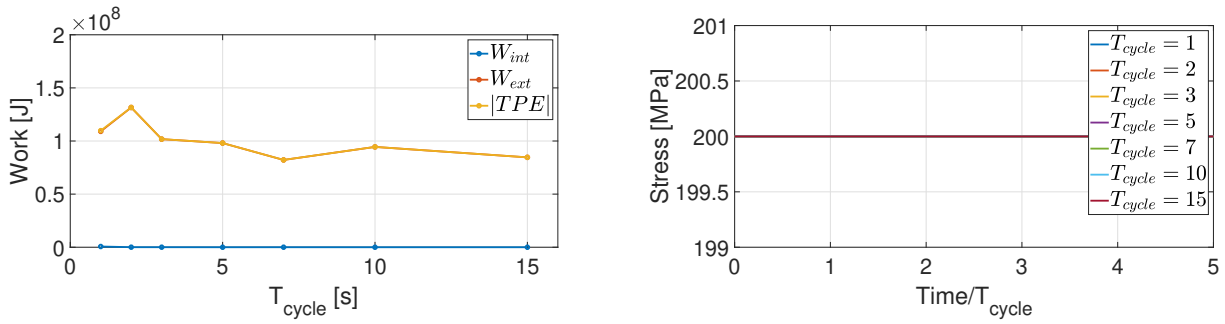 ×10^8
2
1.5
1
0.5
0
Work [J]
0 5 10 15
T_cycle [s]
W_int
W_ext
|TPE|
201
200.5
200
199.5
199
Stress [MPa]
0 1 2 3 4 5
Time/T_cycle
T_cycle = 1
T_cycle = 2
T_cycle = 3
T_cycle = 5
T_cycle = 7
T_cycle = 10
T_cycle = 15